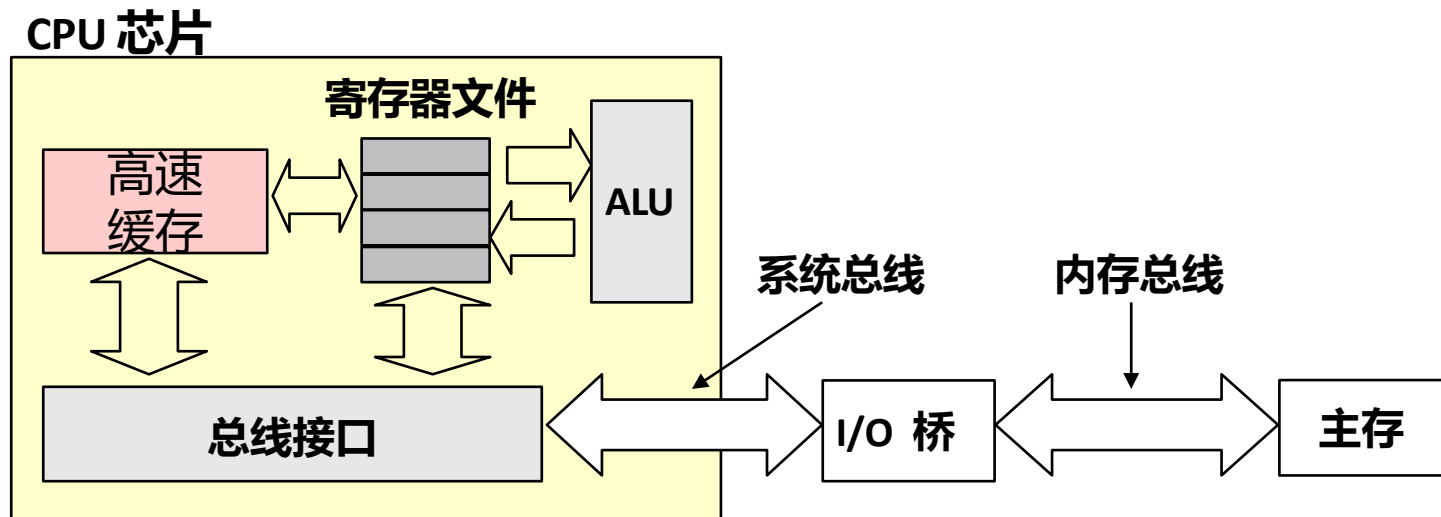 CPU 芯片
寄存器文件
高速
缓存
ALU
系统总线
内存总线
总线接口
I/O 桥
主存